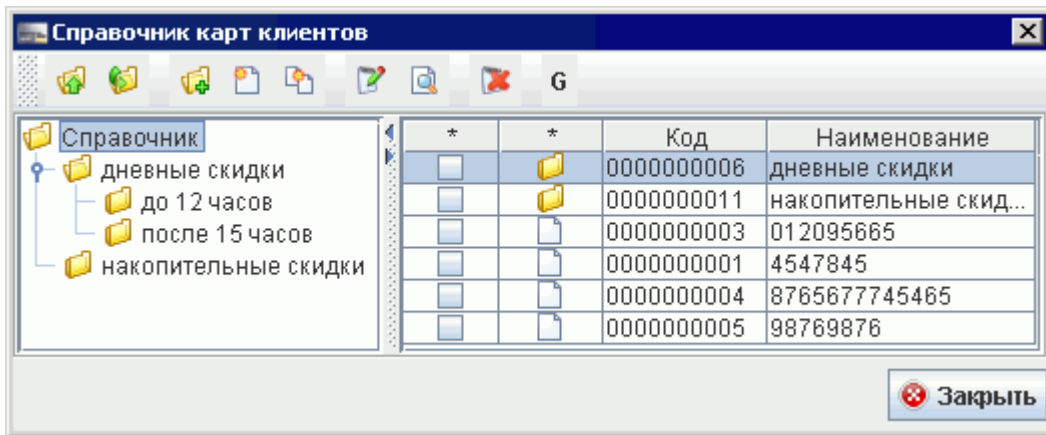 Справочник карт клиентов
G
Справочник
дневные скидки
до 12 часов
после 15 часов
накопительные скидки
* * Код Наименование
0000000006 дневные скидки
0000000011 накопительные скид...
0000000003 012095665
0000000001 4547845
0000000004 8765677745465
0000000005 98769876
Закрыть